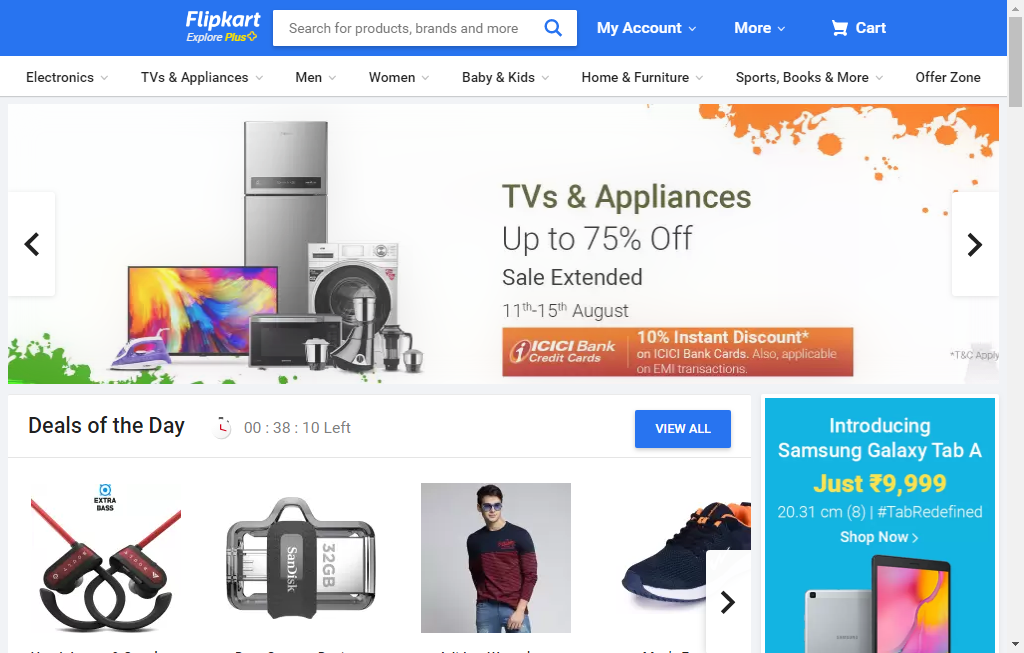 Flipkart
Explore Plus
Search for products, brands and more
My Account
More
Cart
Electronics
TVs & Appliances
Men
Women
Baby & Kids
Home & Furniture
Sports, Books & More
Offer Zone
TVs & Appliances
Up to 75% Off
Sale Extended
11th-15th August
ICICI Bank
Credit Cards
10% Instant Discount*
on ICICI Bank Cards. Also, applicable
on EMI transactions.
*T&C Apply
Deals of the Day
00 : 38 : 10 Left
VIEW ALL
EXTRA
BASS
SanDisk
32GB
Introducing
Samsung Galaxy Tab A
Just ₹9,999
20.31 cm (8) | #TabRedefined
Shop Now
SAMSUNG